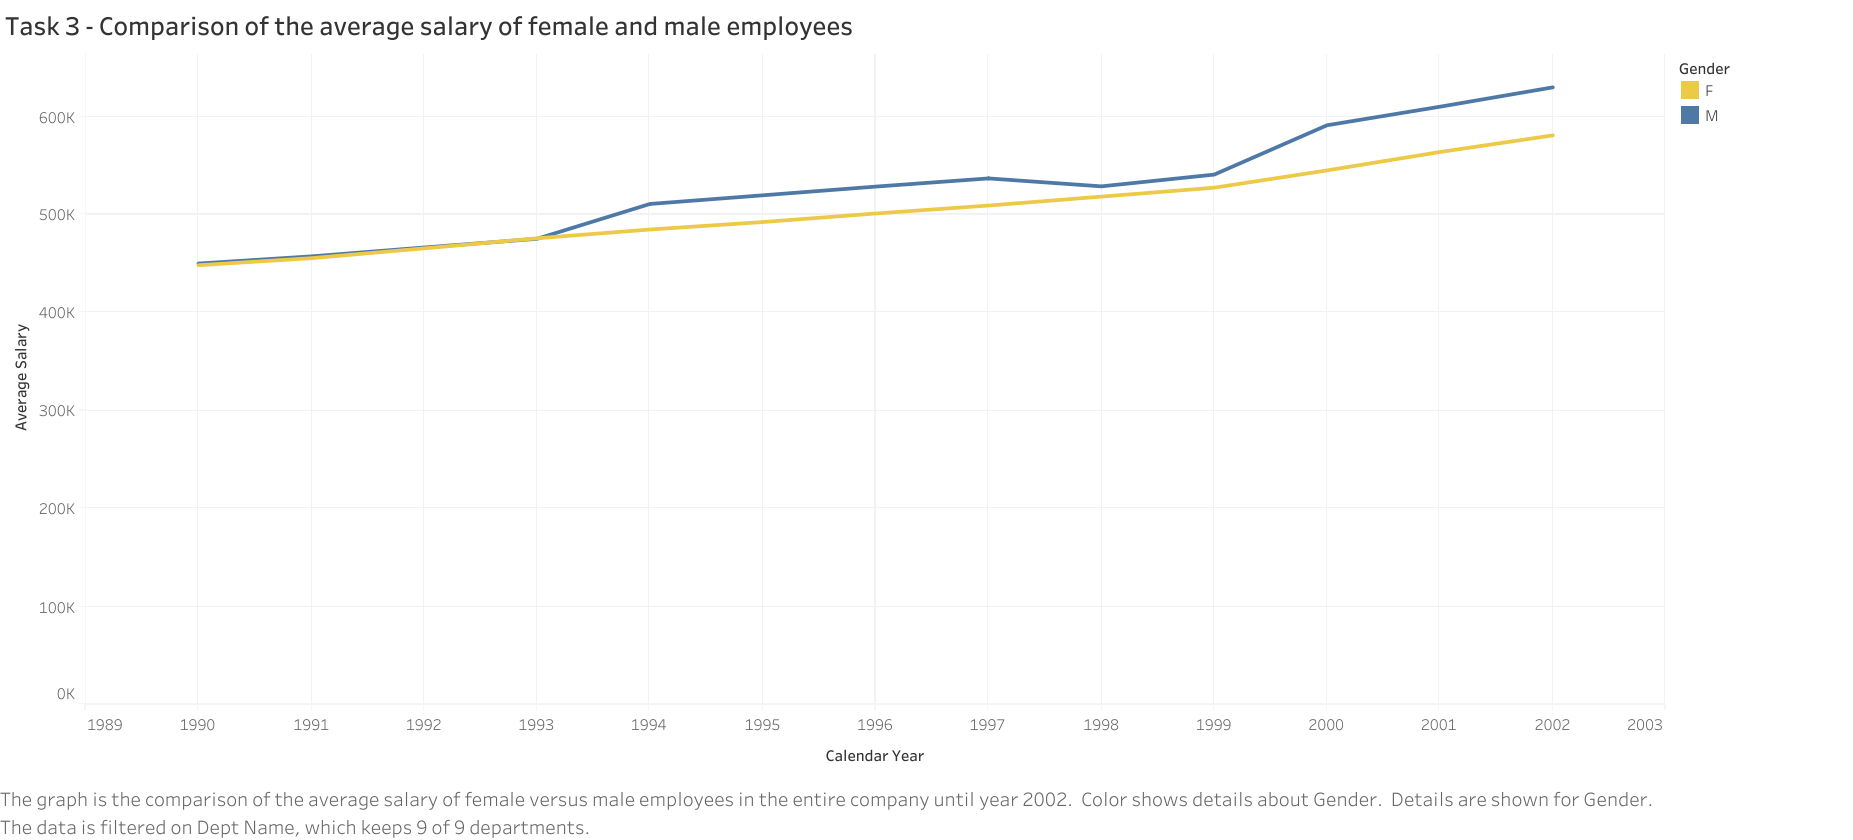 Task 3 - Comparison of the average salary of female and male employees
Gender
F
M
600K
500K
400K
300K
200K
100K
0K
Average Salary
1989 1990 1991 1992 1993 1994 1995 1996 1997 1998 1999 2000 2001 2002 2003
Calendar Year
The graph is the comparison of the average salary of female versus male employees in the entire company until year 2002.  Color shows details about Gender.  Details are shown for Gender.
The data is filtered on Dept Name, which keeps 9 of 9 departments.